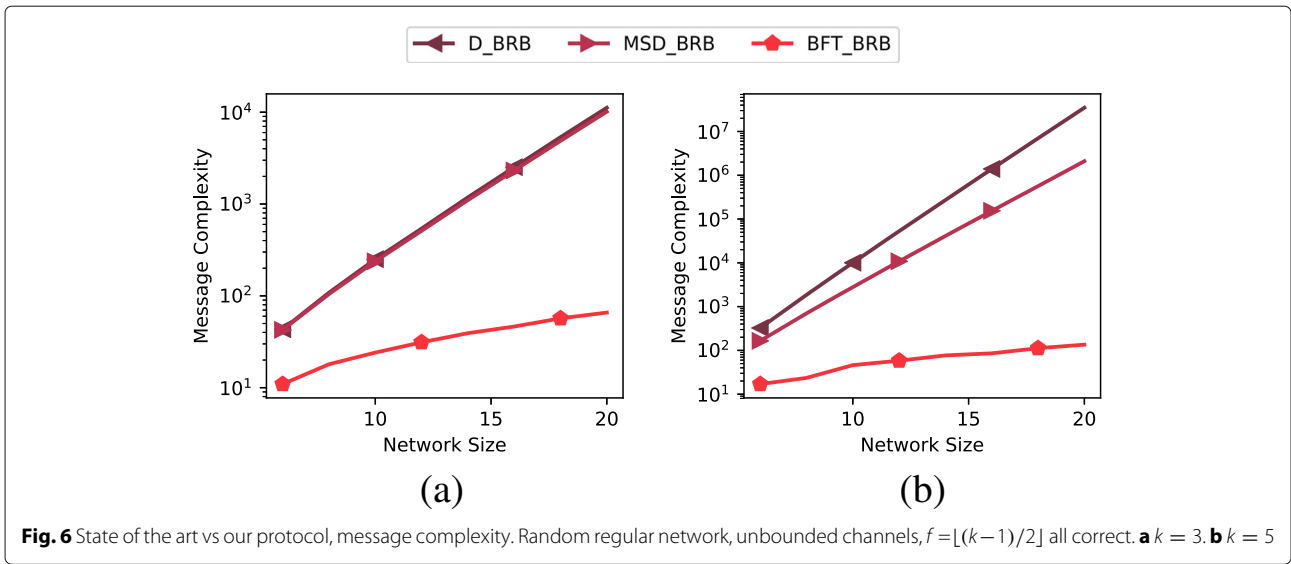 D_BRB MSD_BRB BFT_BRB
Message Complexity
10^4
10^3
10^2
10^1
10 15 20
Network Size
(a)
Message Complexity
10^7
10^6
10^5
10^4
10^3
10^2
10^1
10 15 20
Network Size
(b)
Fig. 6 State of the art vs our protocol, message complexity. Random regular network, unbounded channels, f = ⌊(k−1)/2⌋ all correct. a k = 3. b k = 5